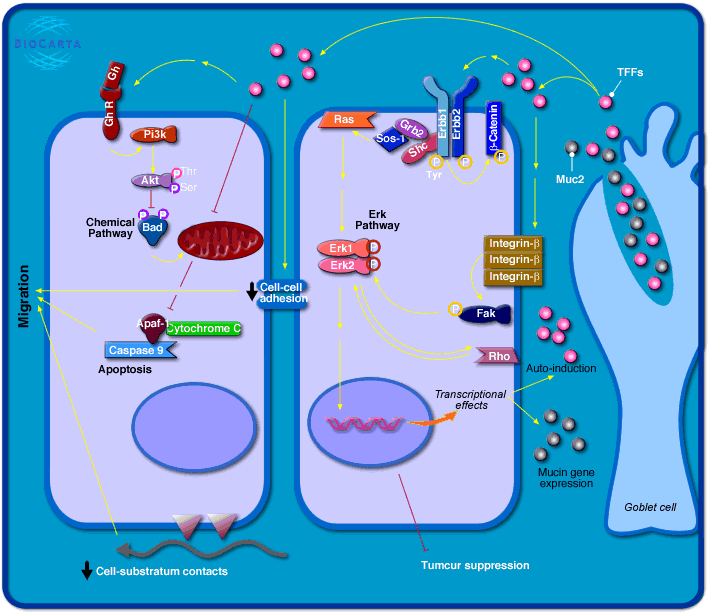 BIOCARTA
TFFs
Gh
Gh R
Pi3k
Akt
P Thr
P Ser
P P
Bad
Chemical
Pathway
Migration
Apaf-
Cytochrome C
Caspase 9
Apoptosis
Cell-cell
adhesion
Cell-substratum contacts
Ras
Sos-1
Grb2
Shc
Erbb1
Erbb2
β-Catenin
P
Tyr
P
P
Erk
Pathway
Erk1
P
Erk2
P
Integrin-β
Integrin-β
Integrin-β
P
Fak
Rho
Transcriptional
effects
Muc2
Auto-induction
Mucin gene
expression
Goblet cell
Tumcur suppression